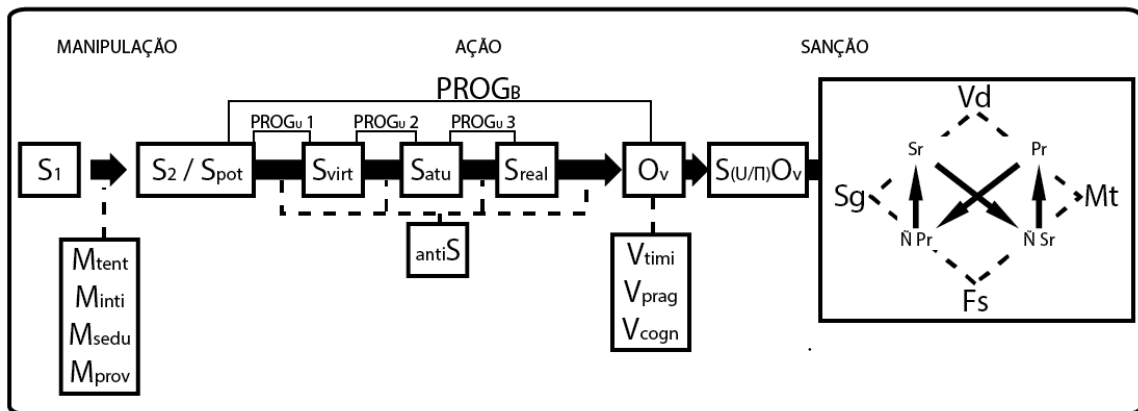 MANIPULAÇÃO AÇÃO SANÇÃO
PROGB
PROGU 1 PROGU 2 PROGU 3
S1 S2 / Spot Svirt Satu Sreal Ov S(U/Π)Ov
antiS
Mtent
Minti
Msedu
Mprov
Vtimi
Vprag
Vcogn
Vd
Sr Pr
Sg Mt
Ñ Pr Ñ Sr
Fs